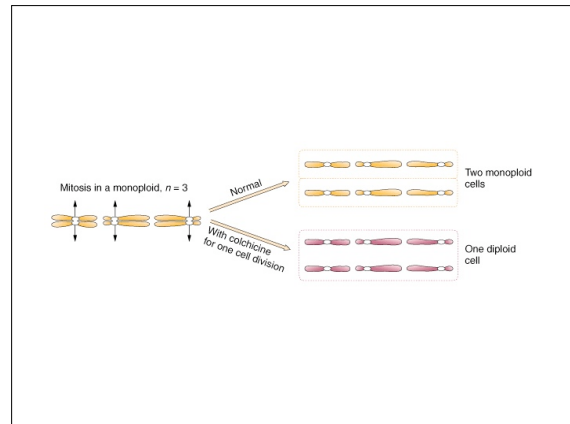 Mitosis in a monoploid, n = 3
Normal
With colchicine
for one cell division
Two monoploid
cells
One diploid
cell